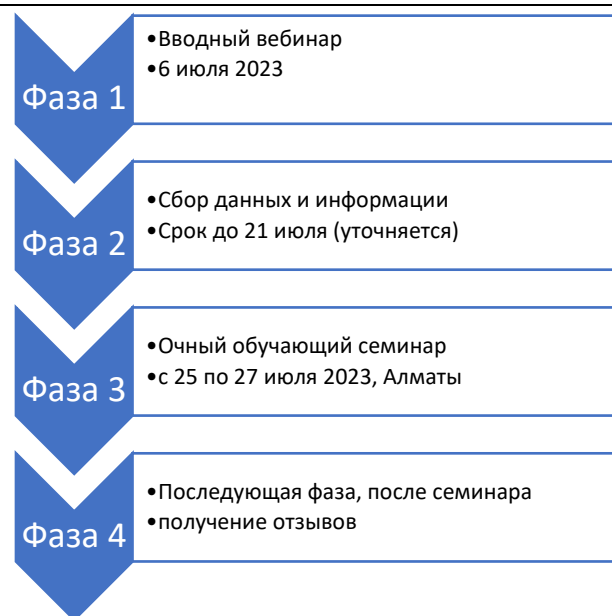 Фаза 1
•Вводный вебинар
•6 июля 2023
Фаза 2
•Сбор данных и информации
•Срок до 21 июля (уточняется)
Фаза 3
•Очный обучающий семинар
•с 25 по 27 июля 2023, Алматы
Фаза 4
•Последующая фаза, после семинара
•получение отзывов